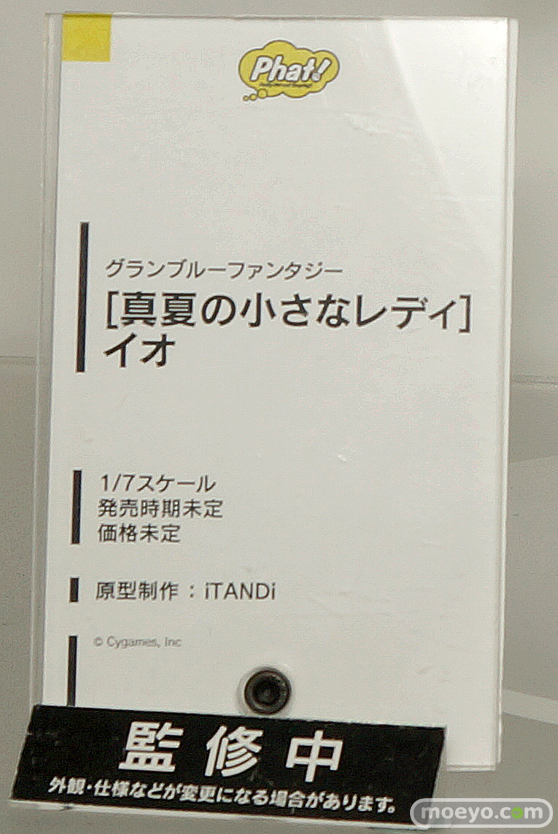 Phat!
グランブルーファンタジー
[真夏の小さなレディ]
イオ
1/7スケール
発売時期未定
価格未定
原型制作：iTANDi
© Cygames, Inc
監修中
外観・仕様などが変更になる場合があります。
moeyo.com